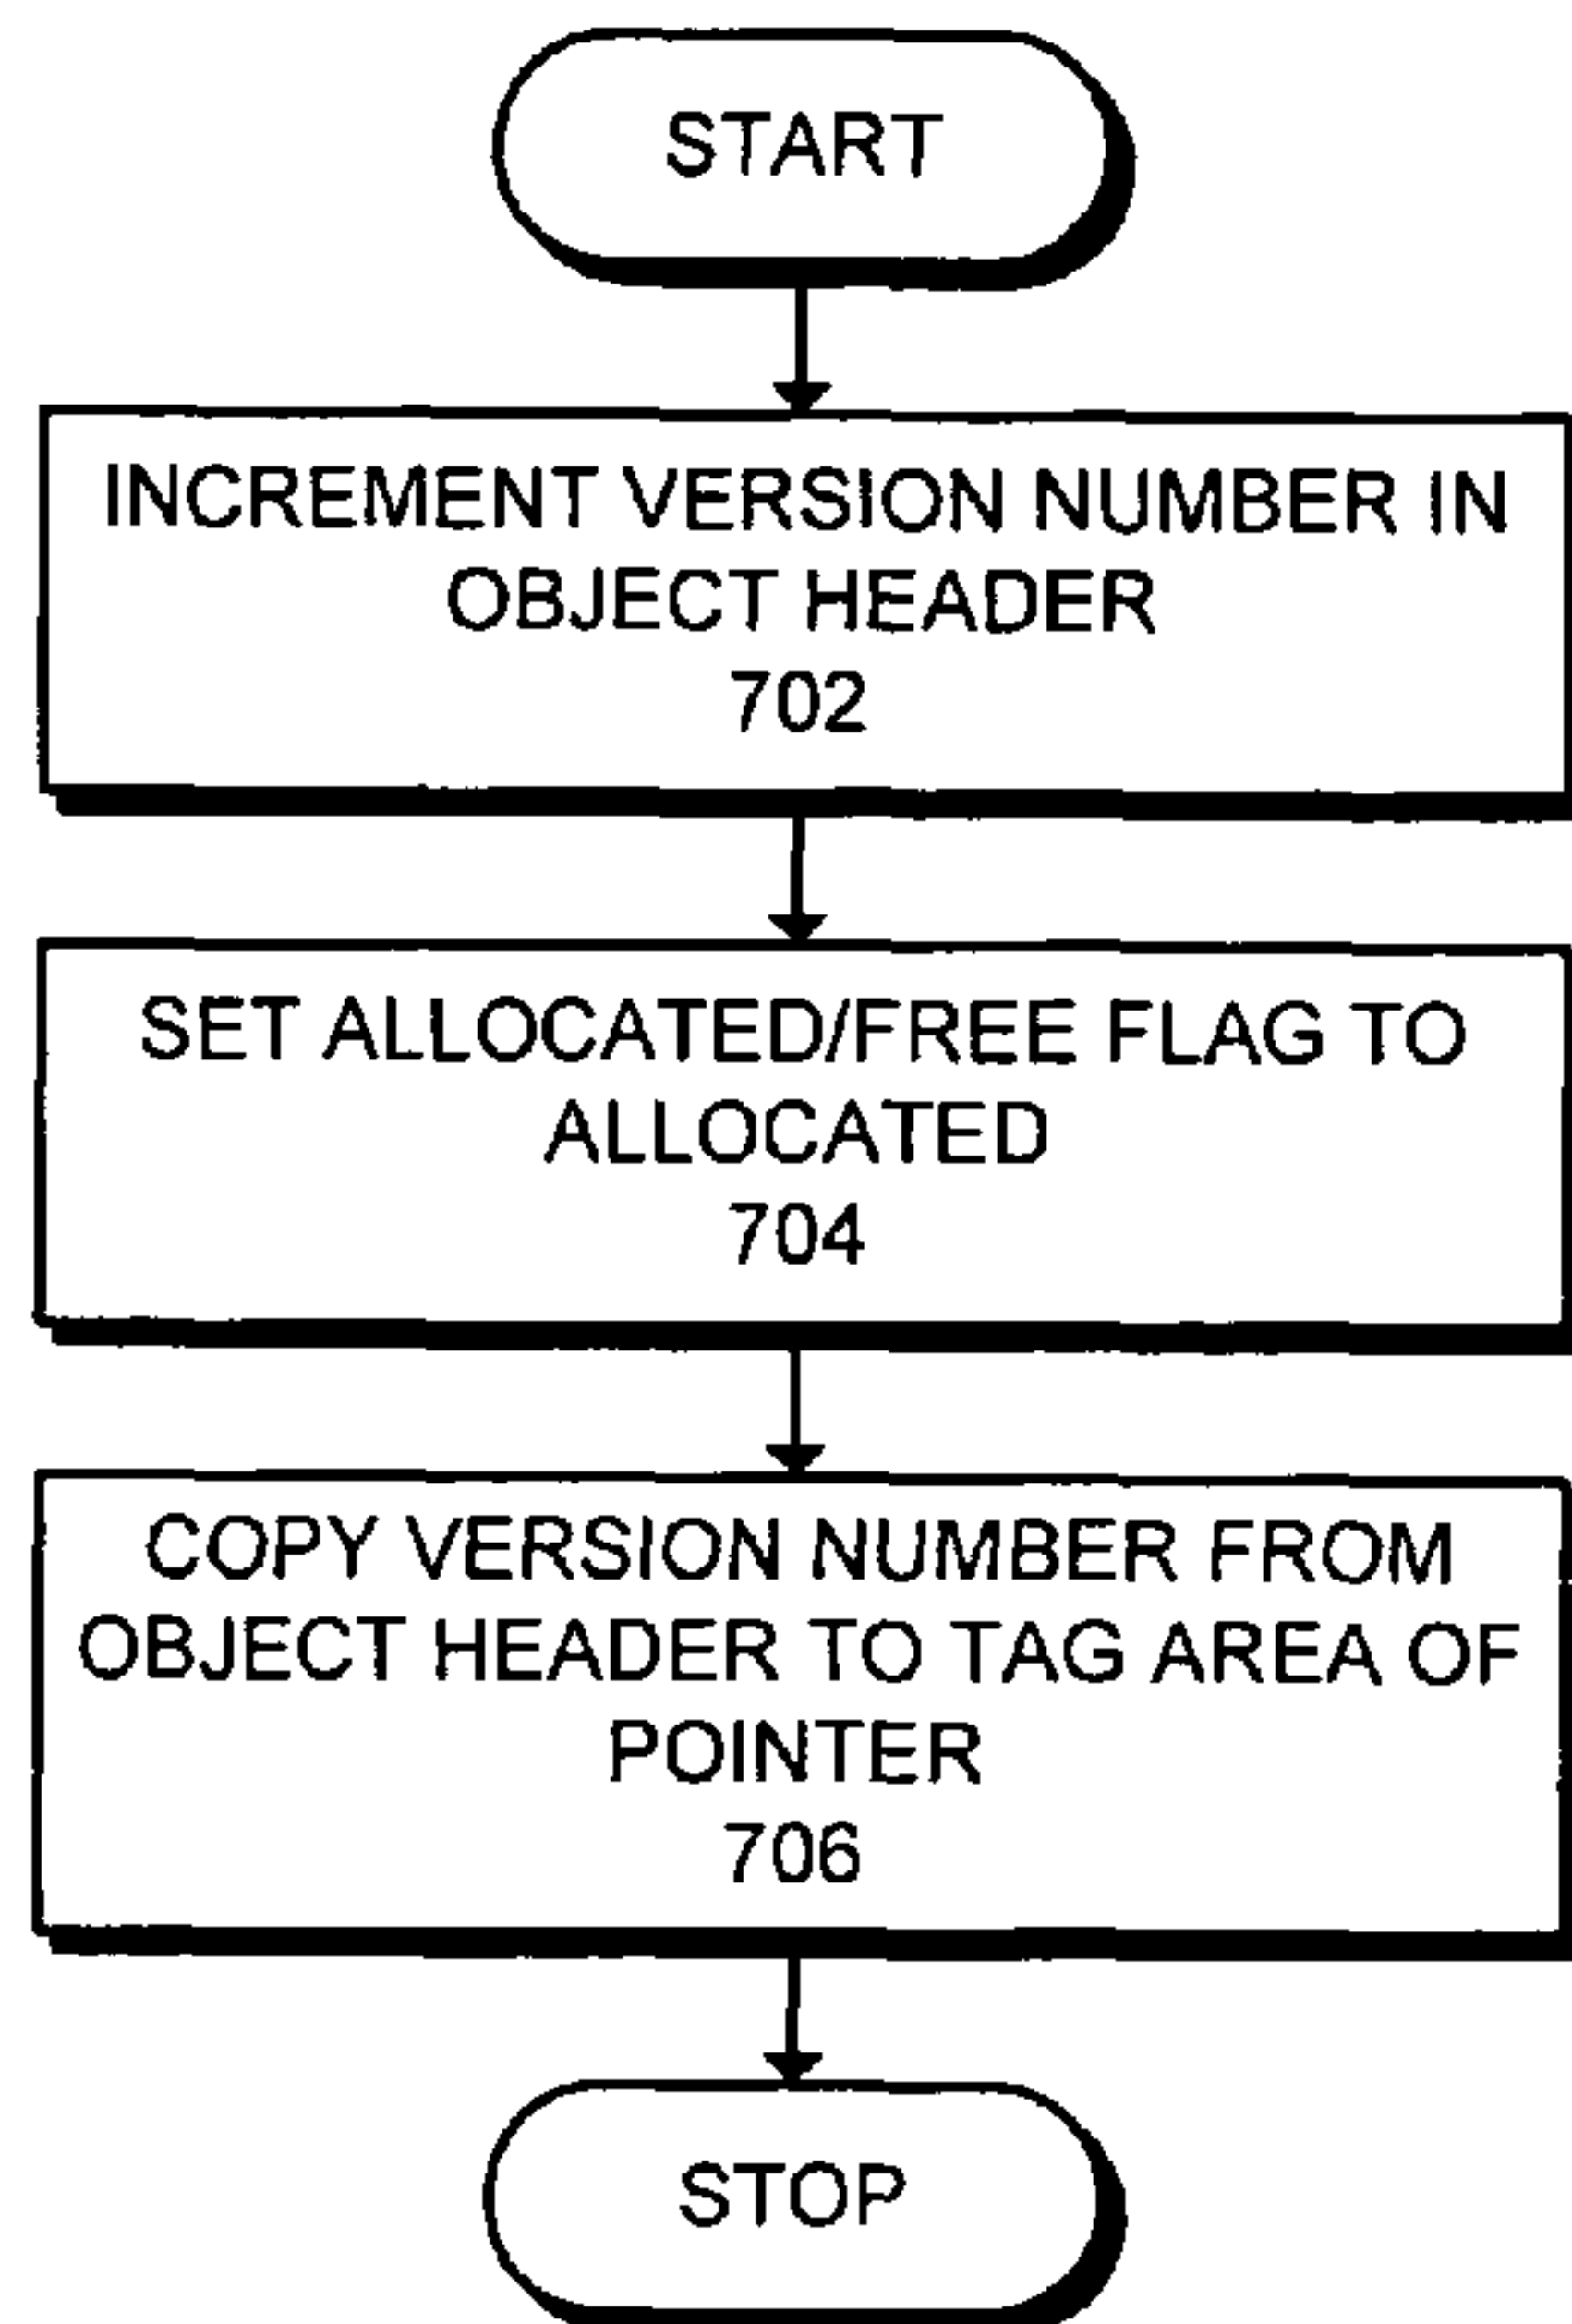 START
INCREMENT VERSION NUMBER IN
OBJECT HEADER
702
SET ALLOCATED/FREE FLAG TO
ALLOCATED
704
COPY VERSION NUMBER FROM
OBJECT HEADER TO TAG AREA OF
POINTER
706
STOP